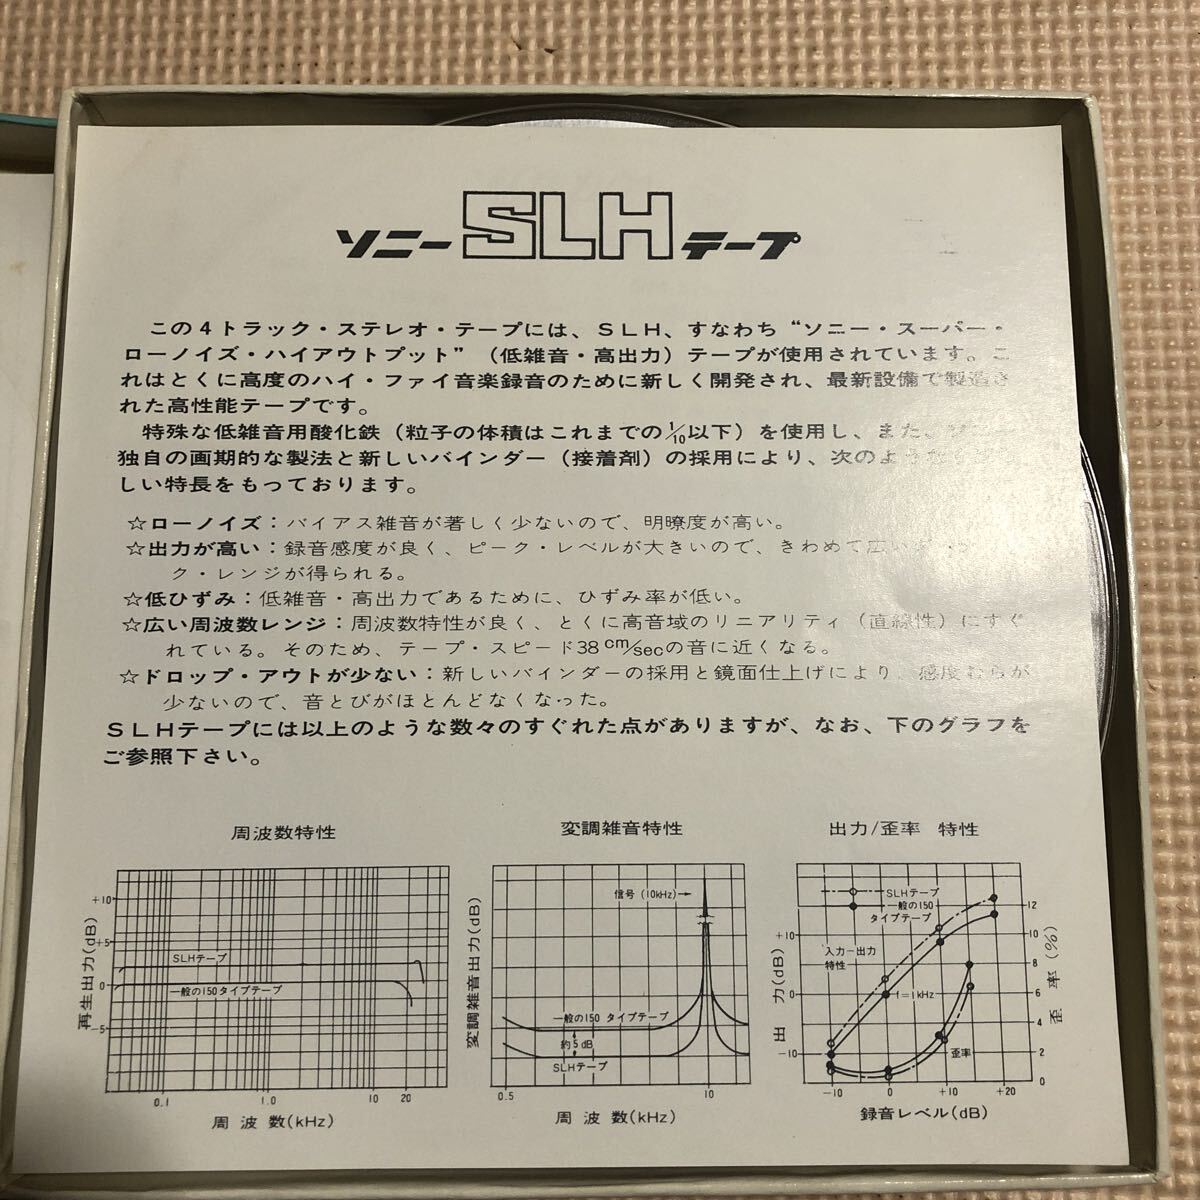 ソニー SLH テープ
この4トラック・ステレオ・テープには、SLH、すなわち“ソニー・スーパー・
ローノイズ・ハイアウトプット”（低雑音・高出力）テープが使用されています。こ
れはとくに高度のハイ・ファイ音楽録音のために新しく開発され、最新設備で製造さ
れた高性能テープです。
特殊な低雑音用酸化鉄（粒子の体積はこれまでの1/10以下）を使用し、また、
独自の画期的な製法と新しいバインダー（接着剤）の採用により、次のような
しい特長をもっております。
☆ローノイズ：バイアス雑音が著しく少ないので、明瞭度が高い。
☆出力が高い：録音感度が良く、ピーク・レベルが大きいので、きわめて広い
ク・レンジが得られる。
☆低ひずみ：低雑音・高出力であるために、ひずみ率が低い。
☆広い周波数レンジ：周波数特性が良く、とくに高音域のリニアリティ（直線性）にすぐ
れている。そのため、テープ・スピード38cm/secの音に近くなる。
☆ドロップ・アウトが少ない：新しいバインダーの採用と鏡面仕上げにより、感度むらが
少ないので、音とびがほとんどなくなった。
SLHテープには以上のような数々のすぐれた点がありますが、なお、下のグラフを
ご参照下さい。
周波数特性
再生出力(dB)
+10
+5
0
-5
SLHテープ
一般の150タイプテープ
0.1 1.0 10 20
周波数(kHz)
変調雑音特性
変調雑音出力(dB)
信号(10kHz)→
一般の150タイプテープ
約5dB
SLHテープ
0.5 10
周波数(kHz)
出力/歪率 特性
SLHテープ
一般の150
タイプテープ
入力-出力
特性
f=1kHz
歪率
出力(dB)
+10
0
-10
12
10
8
6
4
2
0
歪率(%)
-10 0 +10 +20
録音レベル(dB)